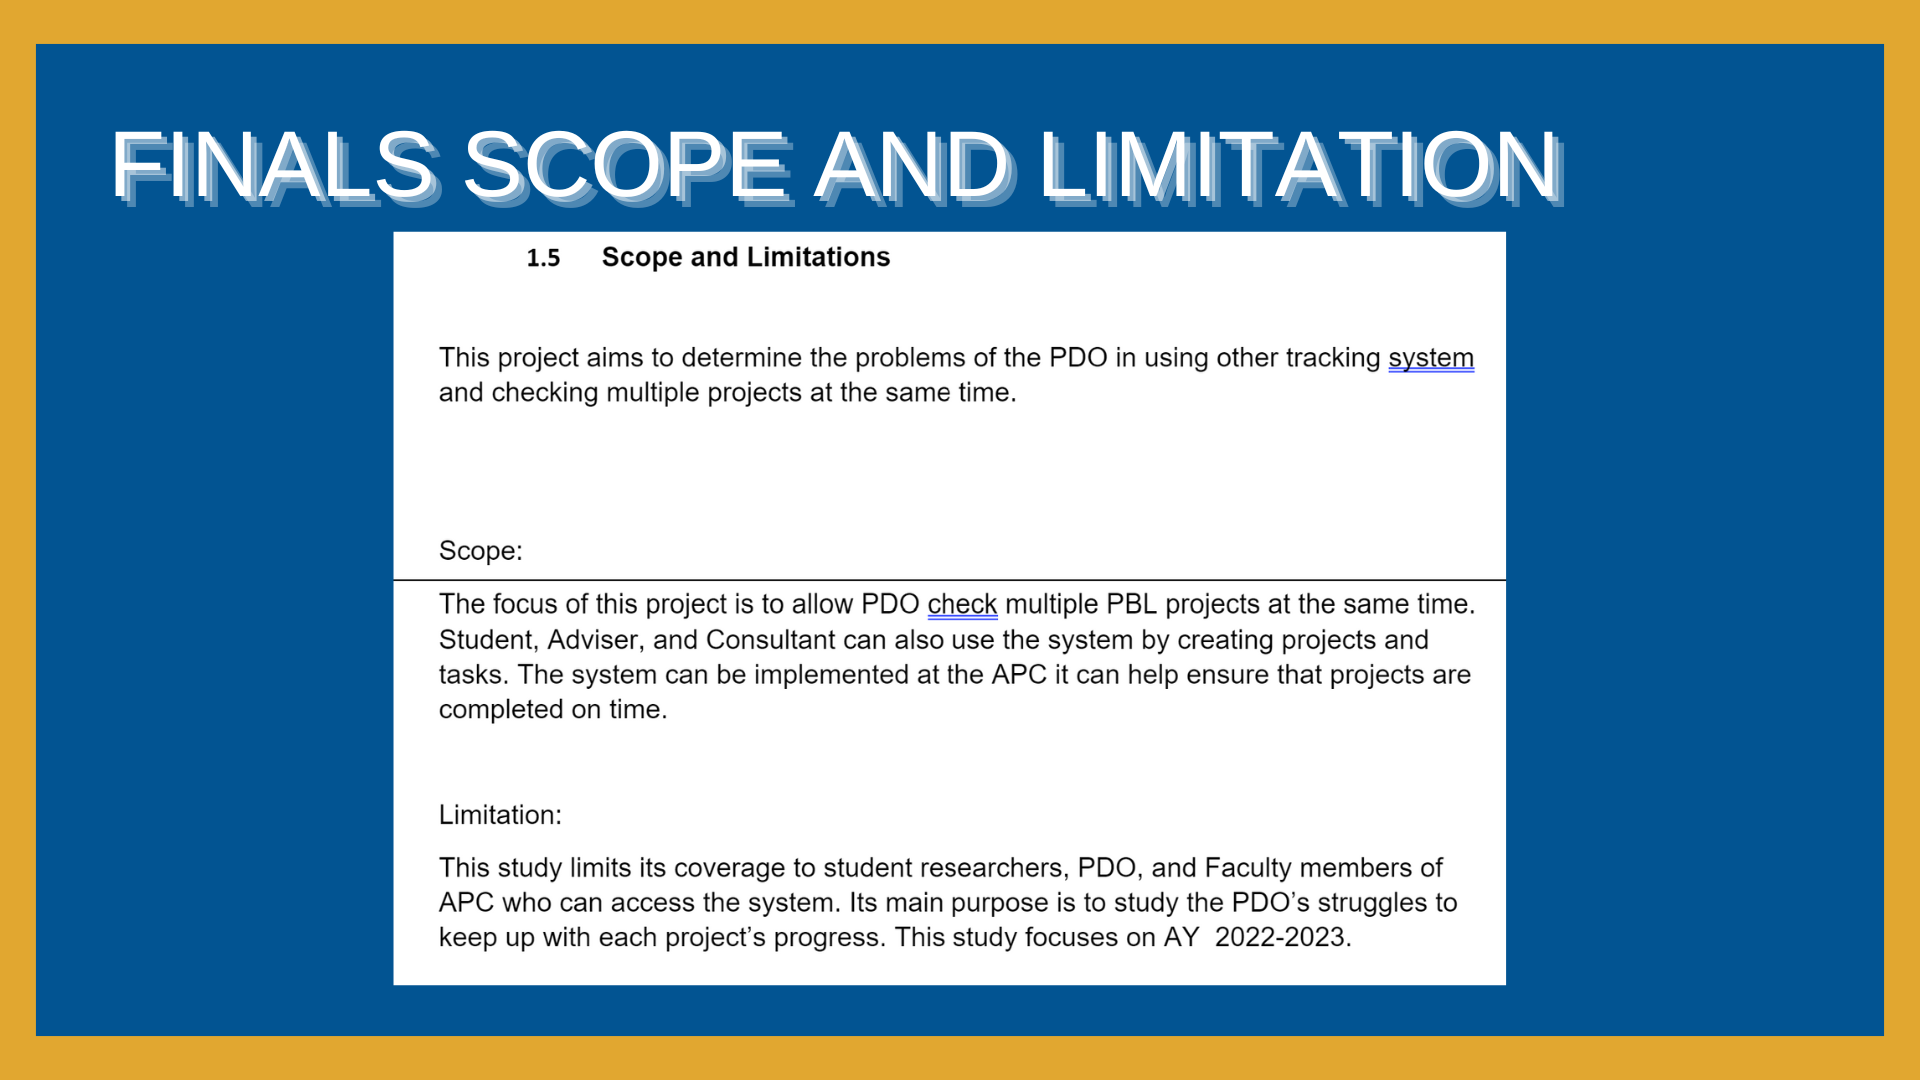 FINALS SCOPE AND LIMITATION
1.5 Scope and Limitations
This project aims to determine the problems of the PDO in using other tracking system
and checking multiple projects at the same time.
Scope:
The focus of this project is to allow PDO check multiple PBL projects at the same time.
Student, Adviser, and Consultant can also use the system by creating projects and
tasks. The system can be implemented at the APC it can help ensure that projects are
completed on time.
Limitation:
This study limits its coverage to student researchers, PDO, and Faculty members of
APC who can access the system. Its main purpose is to study the PDO’s struggles to
keep up with each project’s progress. This study focuses on AY  2022-2023.